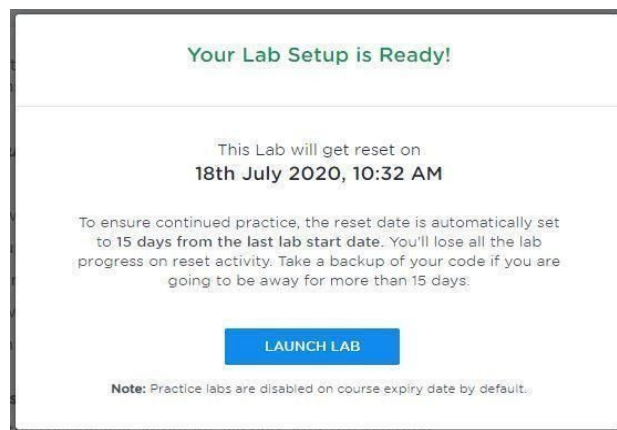 Your Lab Setup is Ready!
This Lab will get reset on
18th July 2020, 10:32 AM
To ensure continued practice, the reset date is automatically set
to 15 days from the last lab start date. You'll lose all the lab
progress on reset activity. Take a backup of your code if you are
going to be away for more than 15 days.
LAUNCH LAB
Note: Practice labs are disabled on course expiry date by default.